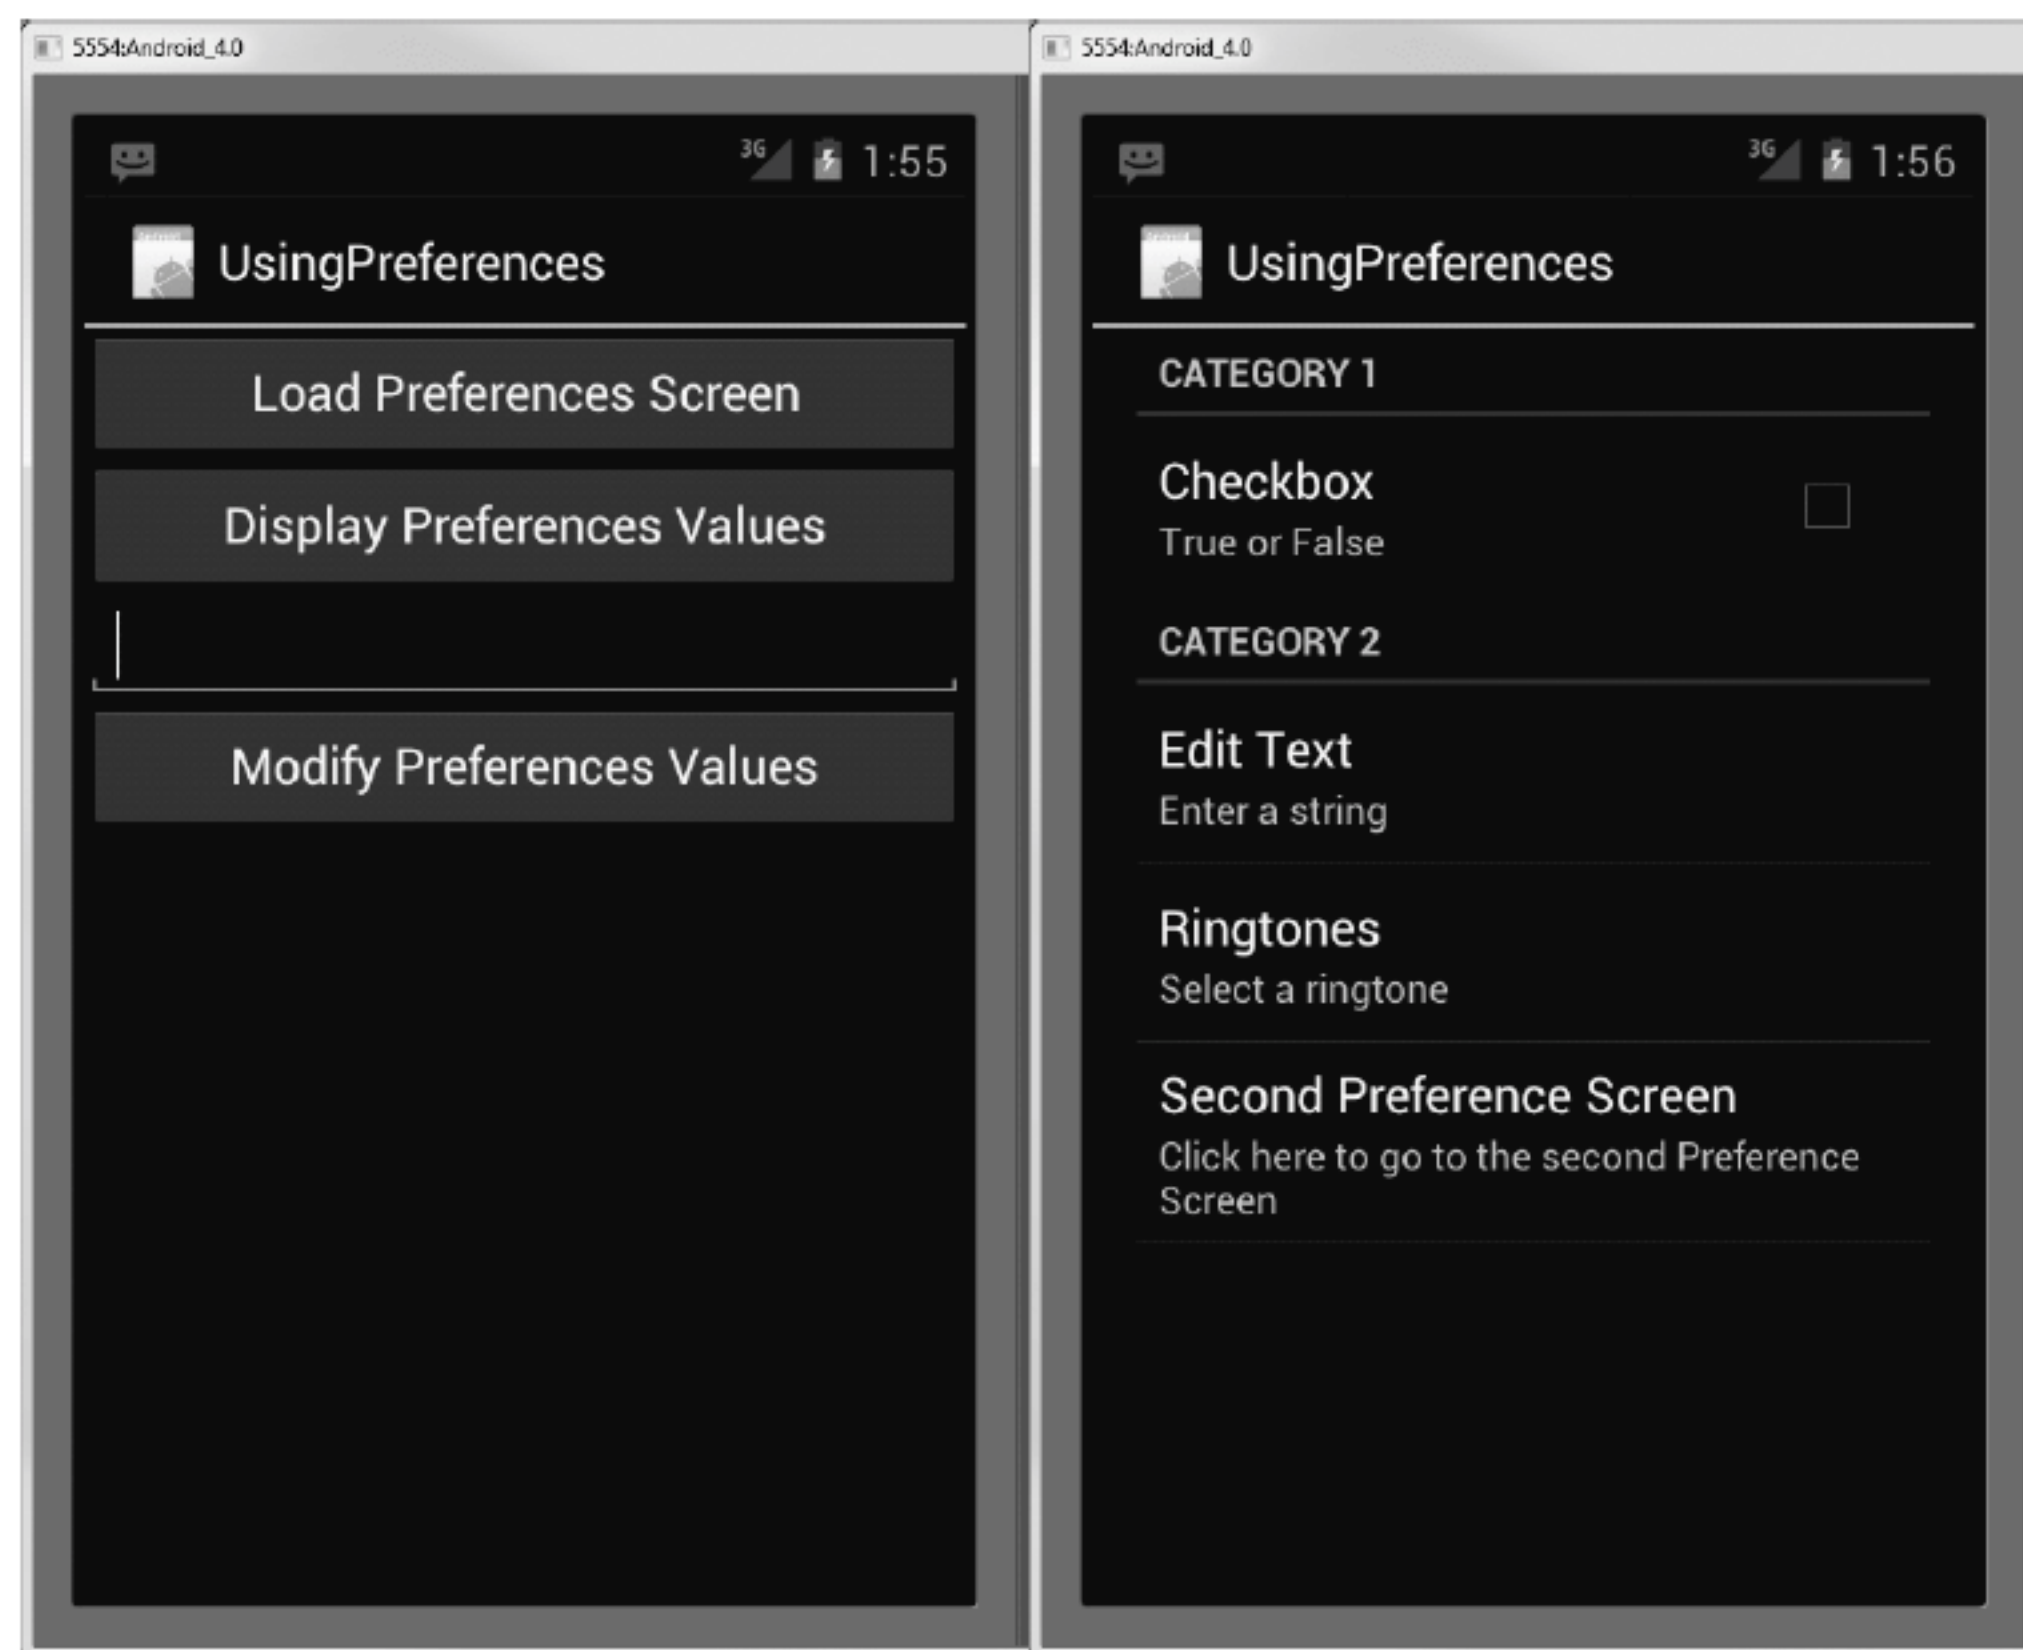 5554:Android_4.0
3G 1:55
UsingPreferences
Load Preferences Screen
Display Preferences Values
Modify Preferences Values
5554:Android_4.0
3G 1:56
UsingPreferences
CATEGORY 1
Checkbox
True or False
CATEGORY 2
Edit Text
Enter a string
Ringtones
Select a ringtone
Second Preference Screen
Click here to go to the second Preference
Screen